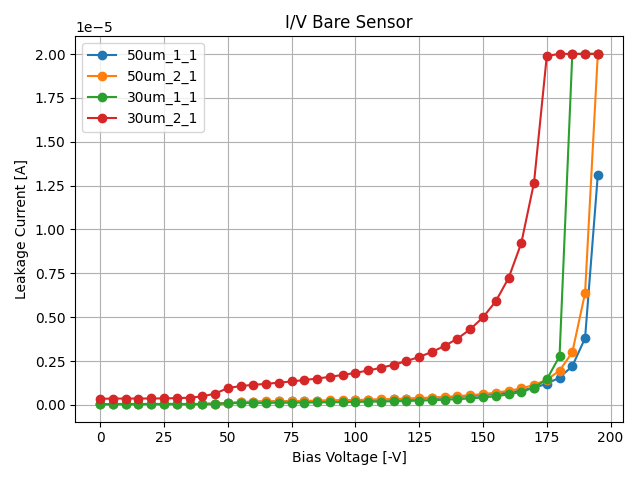 I/V Bare Sensor
1e−5
50um_1_1
50um_2_1
30um_1_1
30um_2_1
2.00
1.75
1.50
1.25
1.00
0.75
0.50
0.25
0.00
Leakage Current [A]
0 25 50 75 100 125 150 175 200
Bias Voltage [-V]